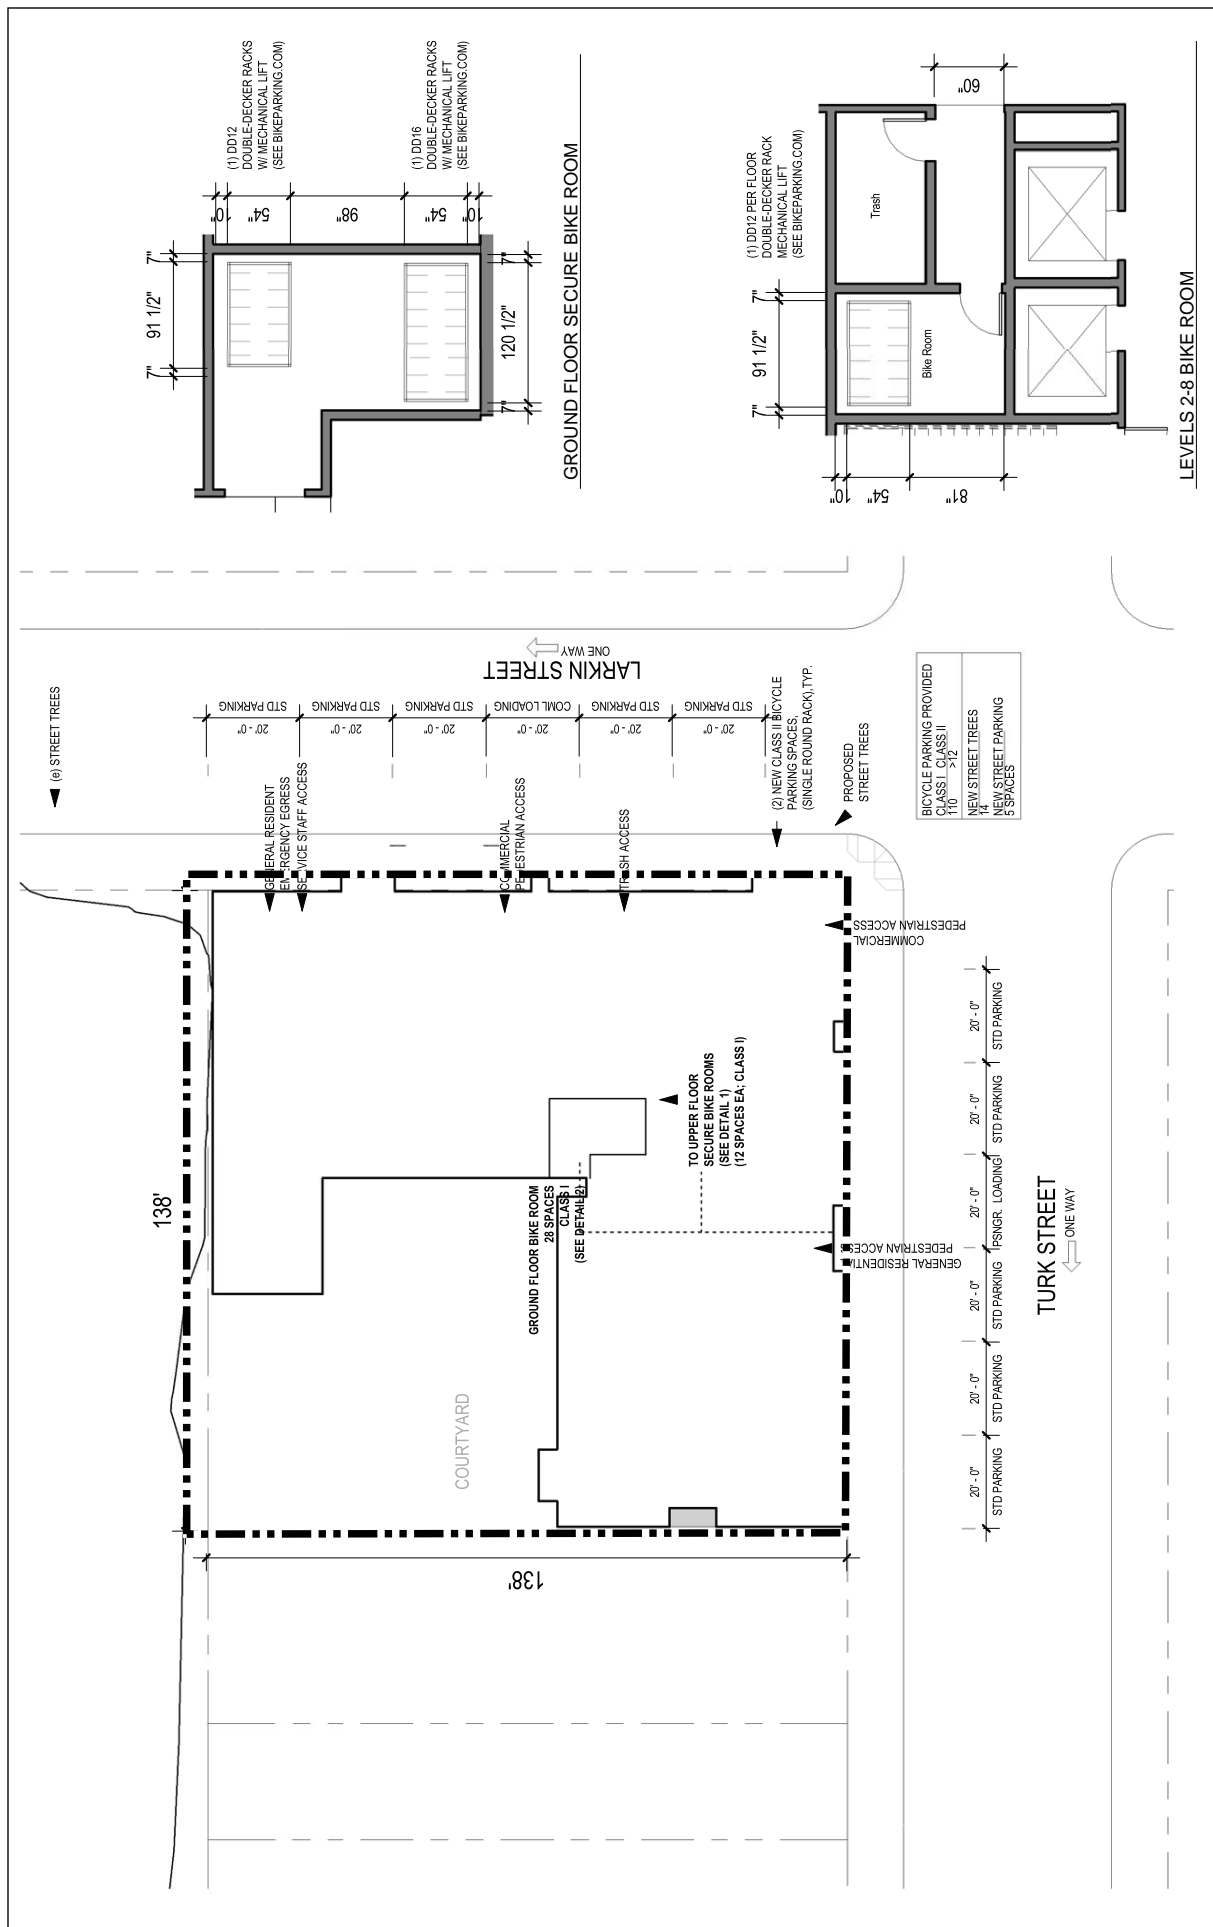 (1) DD12
DOUBLE-DECKER RACKS
W/ MECHANICAL LIFT
(SEE BIKEPARKING.COM)
(1) DD16
DOUBLE-DECKER RACKS
W/ MECHANICAL LIFT
(SEE BIKEPARKING.COM)
10"
54"
98"
54"
10"
7"
91 1/2"
7"
7"
120 1/2"
7"
GROUND FLOOR SECURE BIKE ROOM
(1) DD12 PER FLOOR
DOUBLE-DECKER RACK
MECHANICAL LIFT
(SEE BIKEPARKING.COM)
60"
Trash
Bike Room
7"
91 1/2"
7"
10"
54"
81"
LEVELS 2-8 BIKE ROOM
(e) STREET TREES
LARKIN STREET
ONE WAY
STD PARKING
20' - 0"
STD PARKING
20' - 0"
STD PARKING
20' - 0"
COML LOADING
20' - 0"
STD PARKING
20' - 0"
STD PARKING
20' - 0"
GENERAL RESIDENT
EMERGENCY EGRESS
SERVICE STAFF ACCESS
COMMERCIAL
PEDESTRIAN ACCESS
TRASH ACCESS
(2) NEW CLASS II BICYCLE
PARKING SPACES,
(SINGLE ROUND RACK),TYP.
PROPOSED
STREET TREES
BICYCLE PARKING PROVIDED
CLASS I CLASS II
110 >12
NEW STREET TREES
14
NEW STREET PARKING
5 SPACES
COMMERCIAL
PEDESTRIAN ACCESS
138'
138'
COURTYARD
GROUND FLOOR BIKE ROOM
28 SPACES
CLASS I
(SEE DETAIL 2)
TO UPPER FLOOR
SECURE BIKE ROOMS
(SEE DETAIL 1)
(12 SPACES EA; CLASS I)
GENERAL RESIDENTIAL
PEDESTRIAN ACCESS
20' - 0"
STD PARKING
20' - 0"
STD PARKING
20' - 0"
STD PARKING
20' - 0"
PSNGR. LOADING
20' - 0"
STD PARKING
20' - 0"
STD PARKING
TURK STREET
ONE WAY